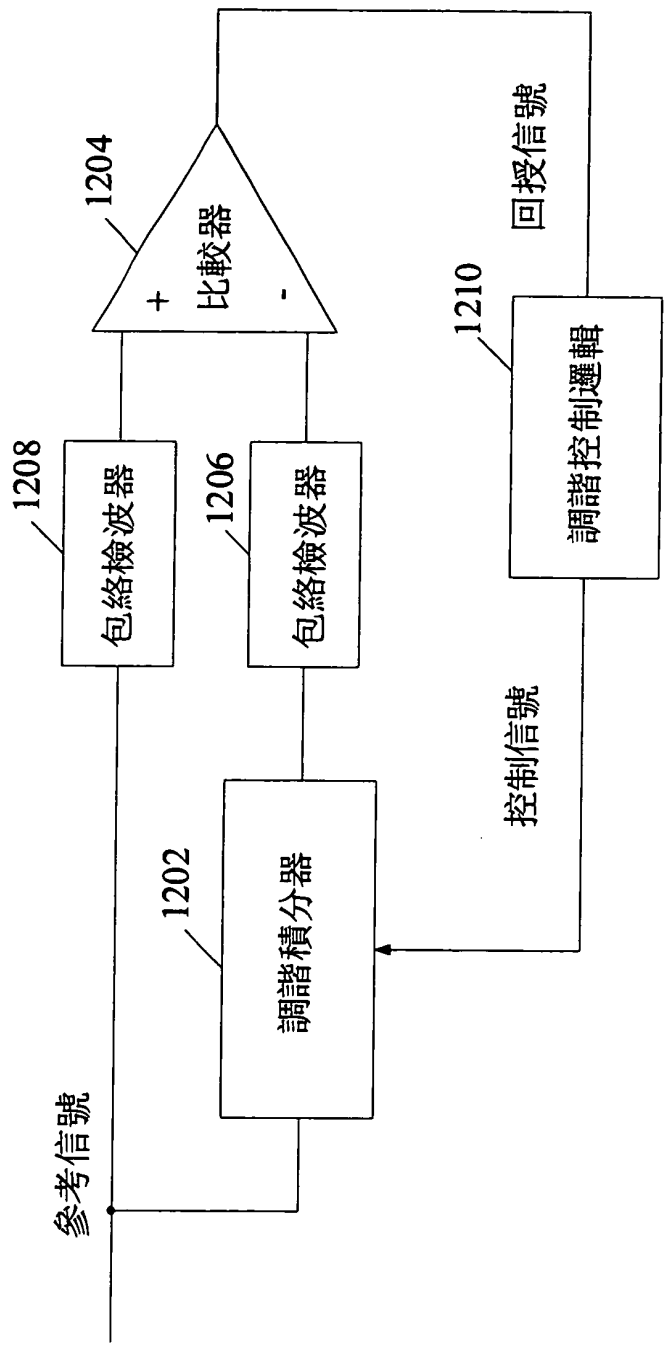 參考信號
1208
包絡檢波器
1204
+
比較器
-
1202
調諧積分器
1206
包絡檢波器
控制信號
1210
調諧控制邏輯
回授信號